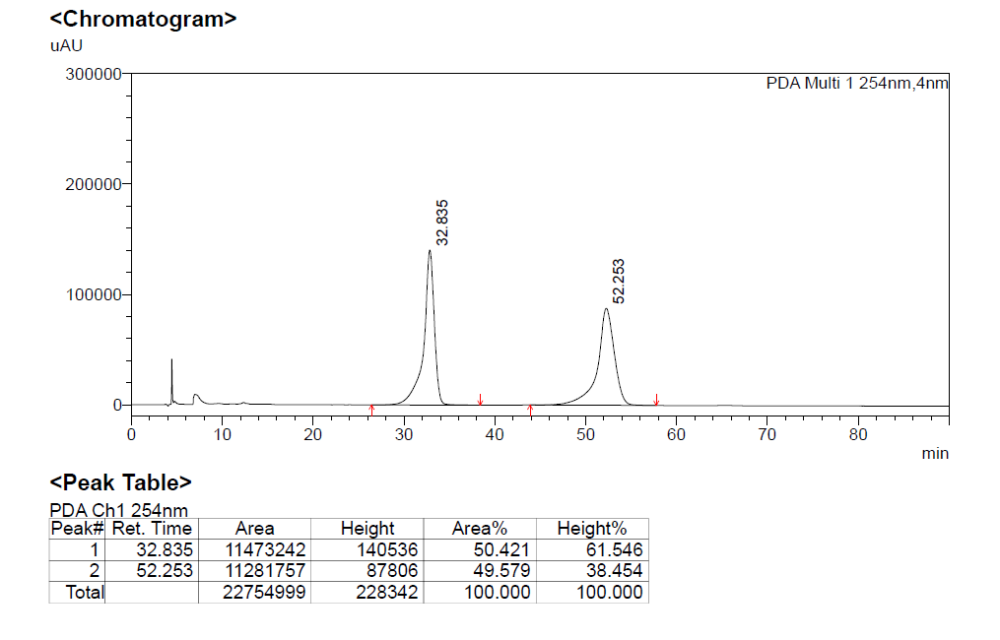 <Chromatogram>
uAU
300000
PDA Multi 1 254nm,4nm
200000
32.835
52.253
100000
0
0 10 20 30 40 50 60 70 80
min
<Peak Table>
PDA Ch1 254nm
Peak# Ret. Time Area Height Area% Height%
1 32.835 11473242 140536 50.421 61.546
2 52.253 11281757 87806 49.579 38.454
Total 22754999 228342 100.000 100.000